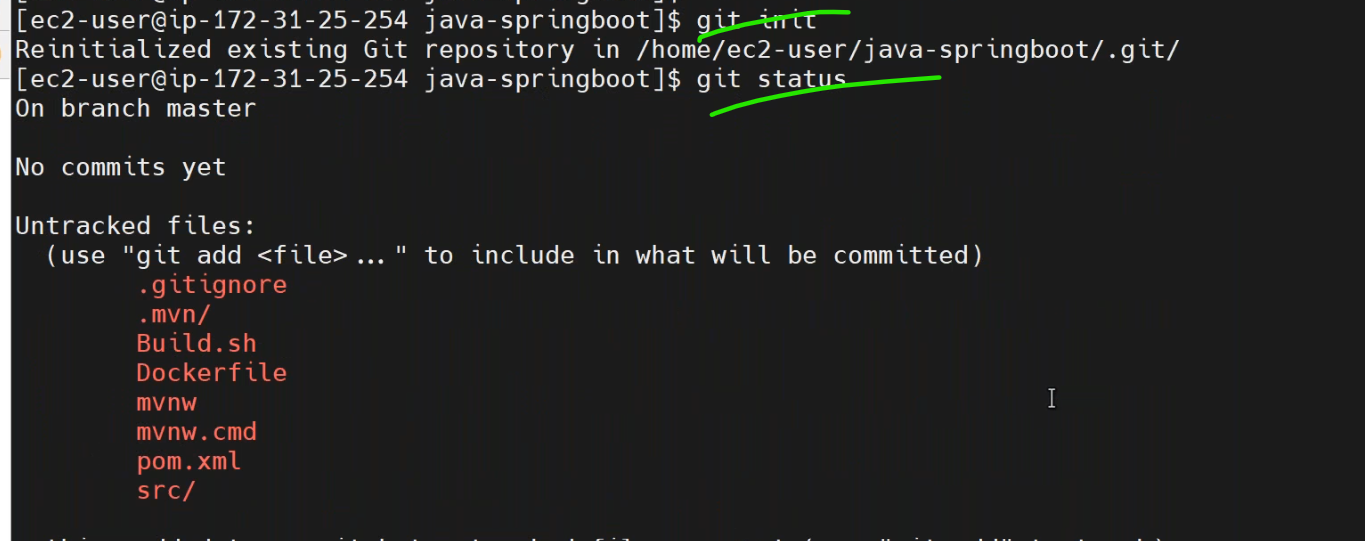 [ec2-user@ip-172-31-25-254 java-springboot]$ git init
Reinitialized existing Git repository in /home/ec2-user/java-springboot/.git/
[ec2-user@ip-172-31-25-254 java-springboot]$ git status
On branch master
No commits yet
Untracked files:
(use "git add <file>..." to include in what will be committed)
.gitignore
.mvn/
Build.sh
Dockerfile
mvnw
mvnw.cmd
pom.xml
src/